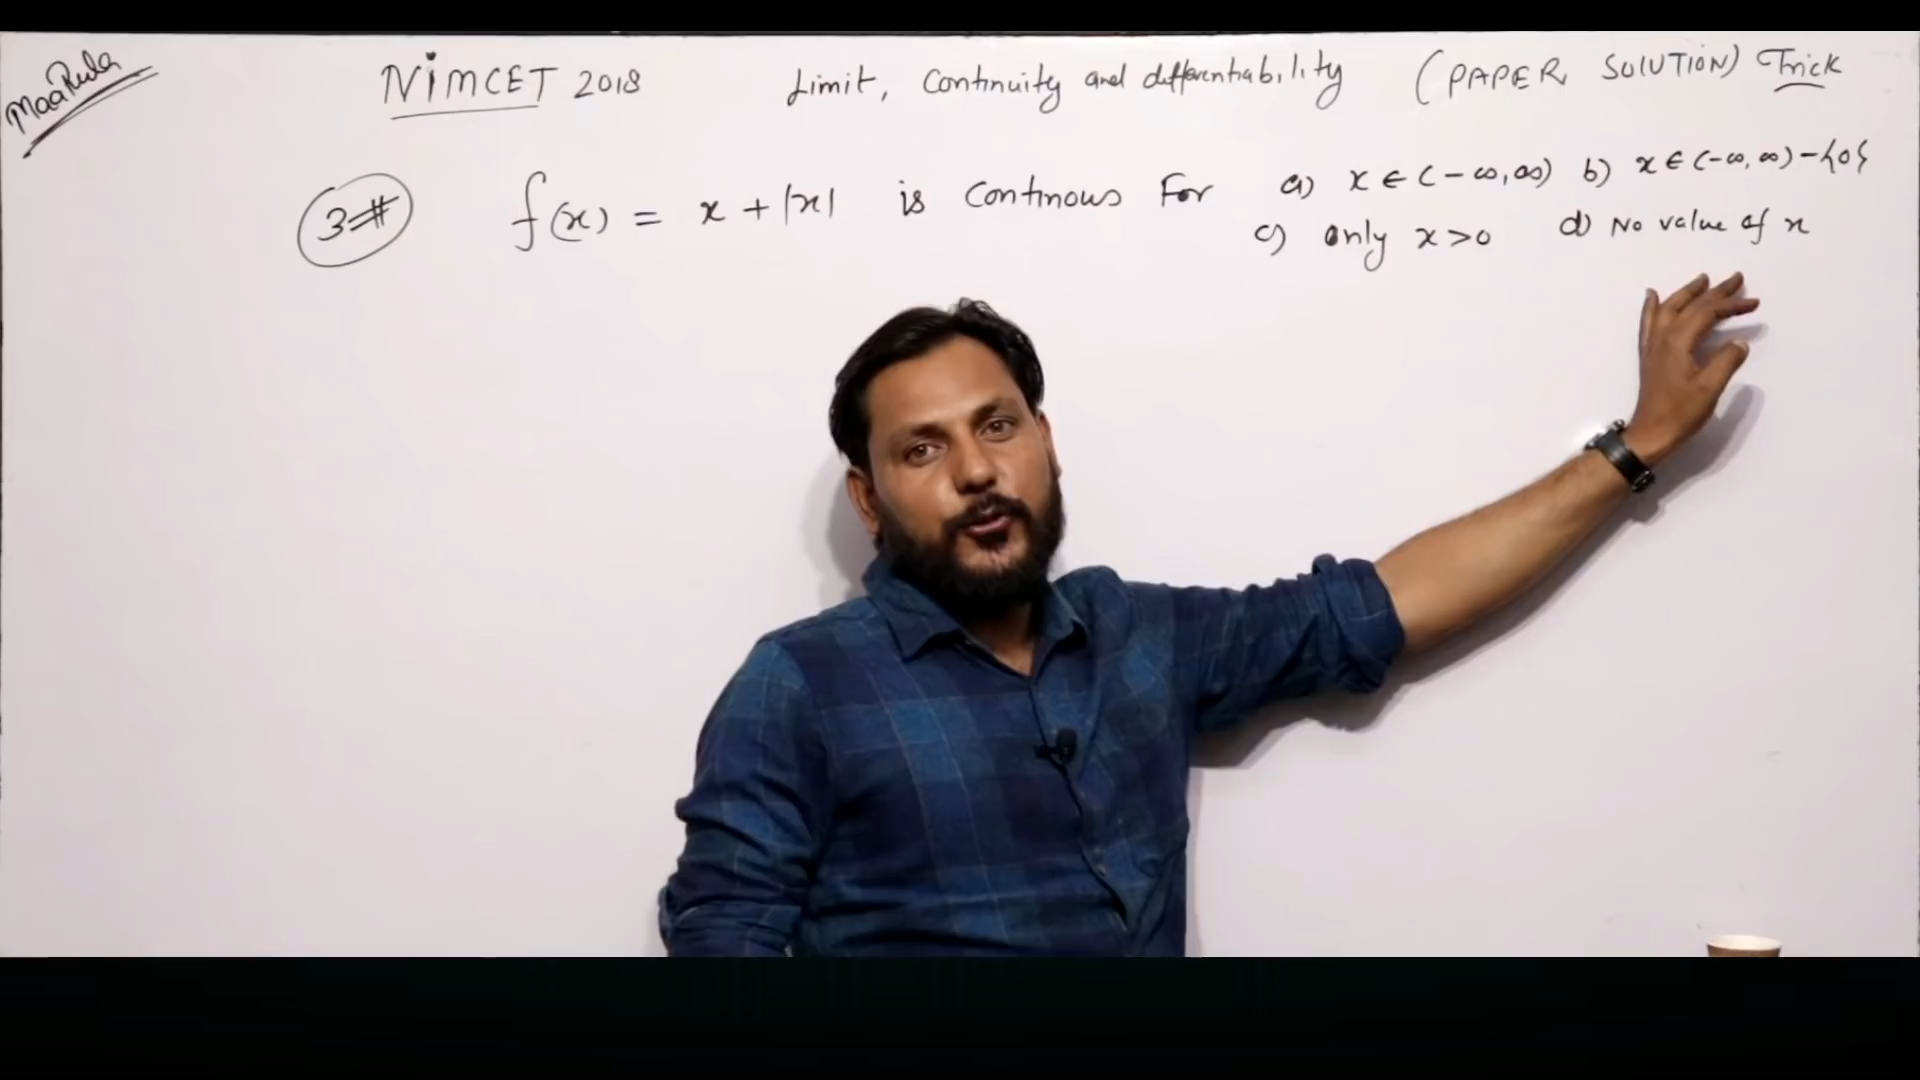 MaaRula
NIMCET 2018 Limit, Continuity and differentiability (PAPER SOLUTION) Trick
3# f(x) = x + |x| is Continous For a) x ∈ (-∞,∞) b) x ∈ (-∞,∞)-{0}
c) only x>0 d) No value of x